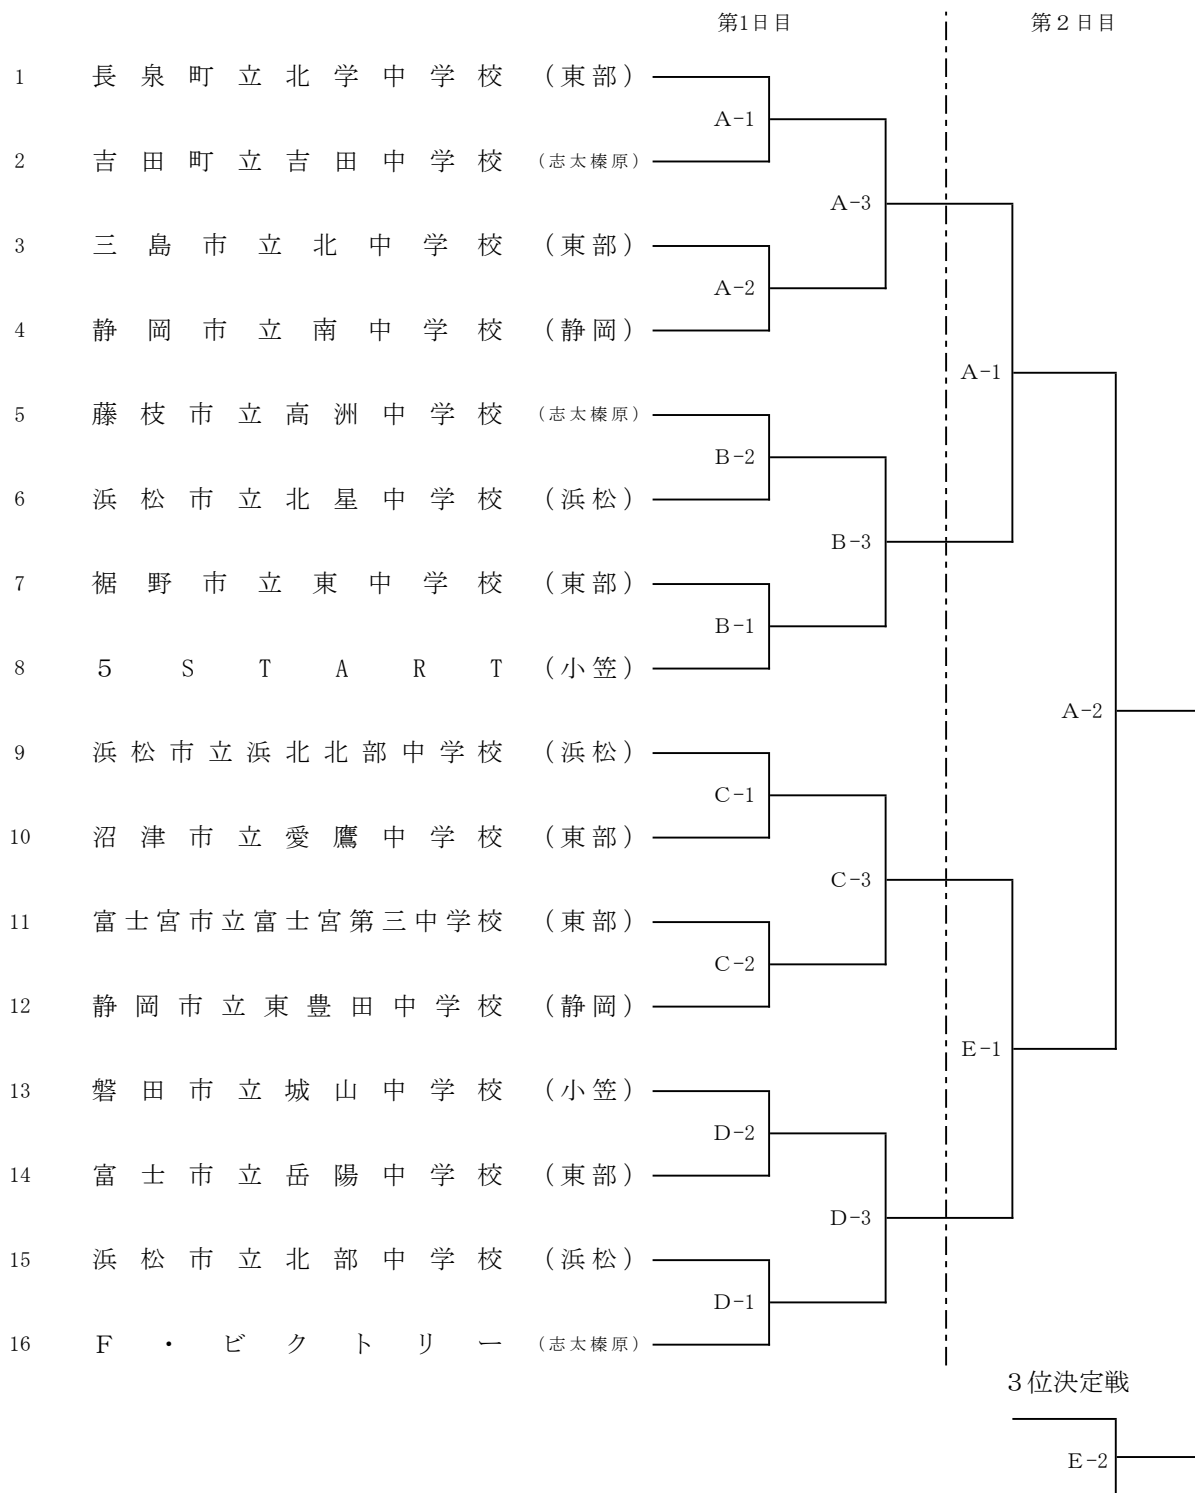 第1日目 第２日目
1 長泉町立北学中学校 (東部)
A-1
2 吉田町立吉田中学校 (志太榛原)
A-3
3 三島市立北中学校 (東部)
A-2
4 静岡市立南中学校 (静岡)
A-1
5 藤枝市立高洲中学校 (志太榛原)
B-2
6 浜松市立北星中学校 (浜松)
B-3
7 裾野市立東中学校 (東部)
B-1
8 5START (小笠)
A-2
9 浜松市立浜北北部中学校 (浜松)
C-1
10 沼津市立愛鷹中学校 (東部)
C-3
11 富士宮市立富士宮第三中学校 (東部)
C-2
12 静岡市立東豊田中学校 (静岡)
E-1
13 磐田市立城山中学校 (小笠)
D-2
14 富士市立岳陽中学校 (東部)
D-3
15 浜松市立北部中学校 (浜松)
D-1
16 F・ビクトリー (志太榛原)
３位決定戦
E-2